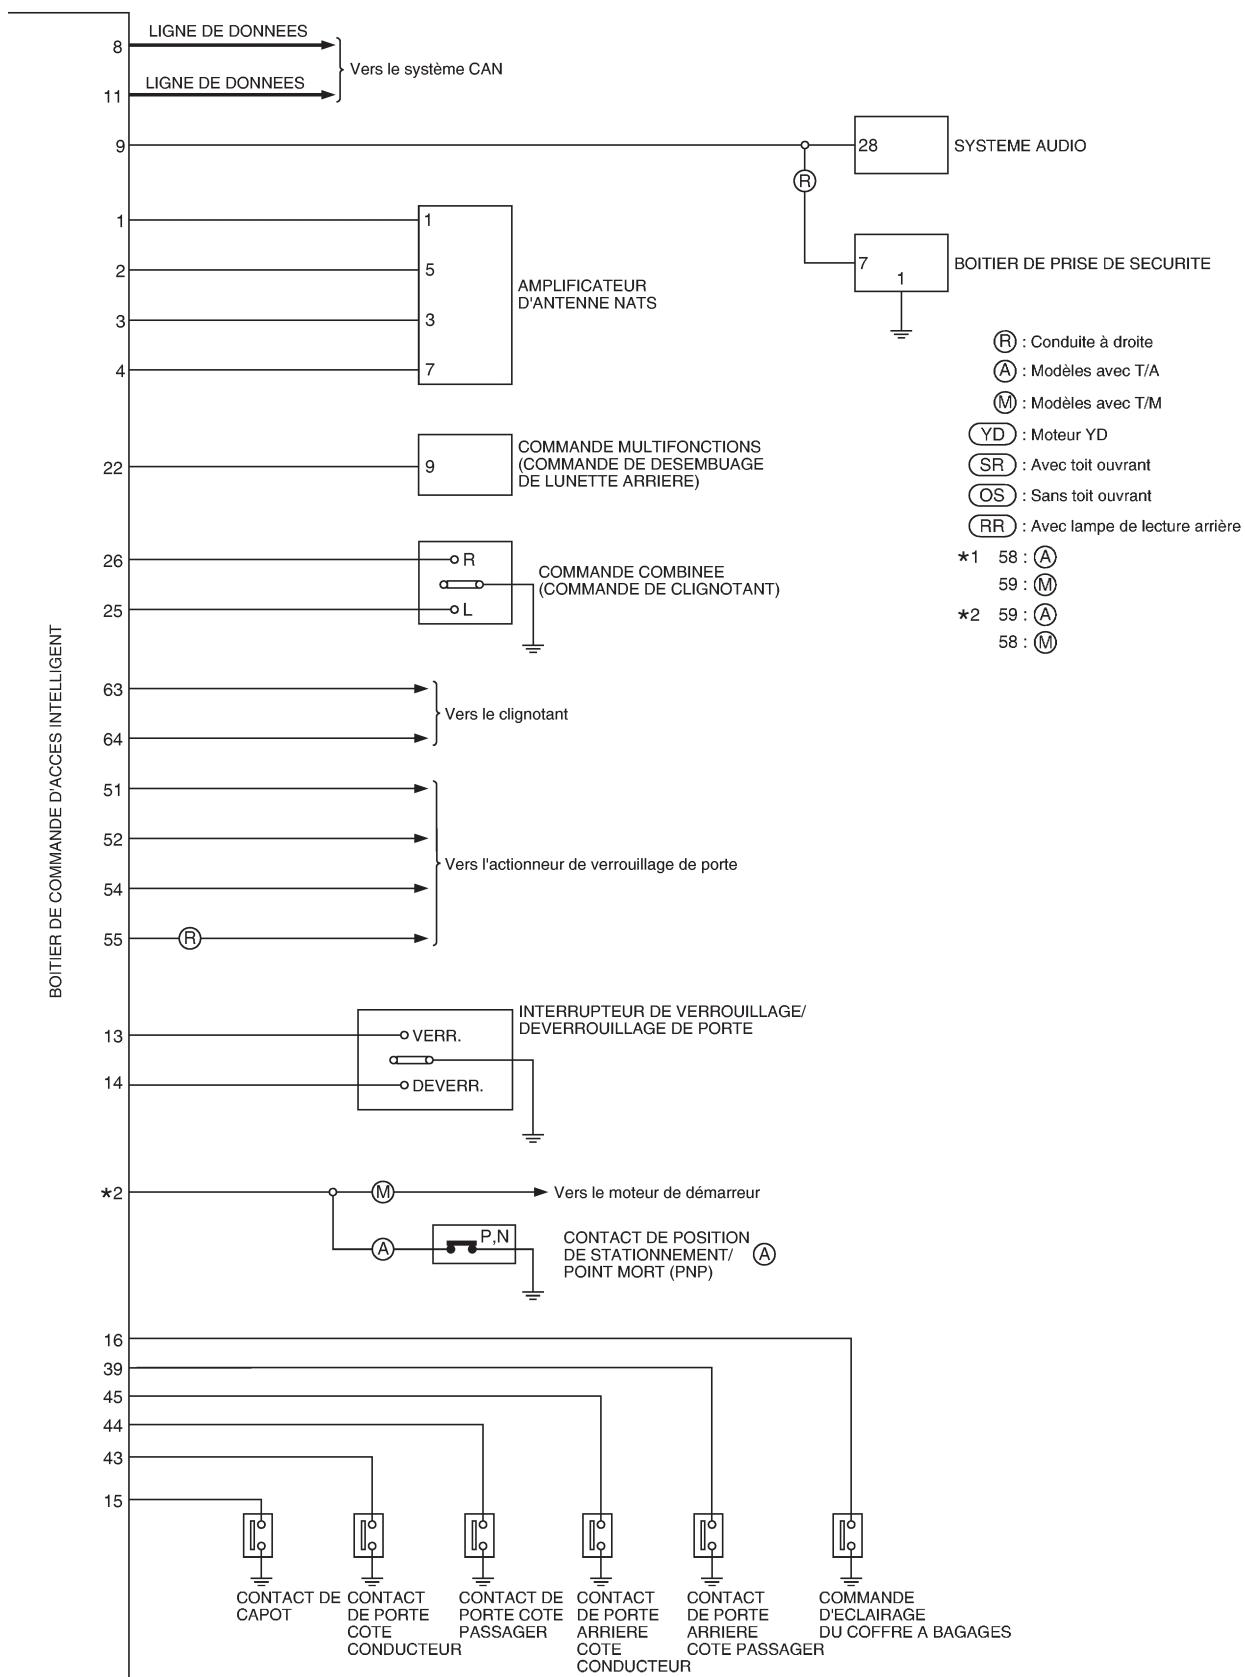 8
LIGNE DE DONNEES
11
LIGNE DE DONNEES
Vers le système CAN
9
28
SYSTEME AUDIO
R
7
1
BOITIER DE PRISE DE SECURITE
1
1
2
5
3
3
4
7
AMPLIFICATEUR
D'ANTENNE NATS
R : Conduite à droite
A : Modèles avec T/A
M : Modèles avec T/M
YD : Moteur YD
SR : Avec toit ouvrant
OS : Sans toit ouvrant
RR : Avec lampe de lecture arrière
*1 58 : A
59 : M
*2 59 : A
58 : M
22
9
COMMANDE MULTIFONCTIONS
(COMMANDE DE DESEMBUAGE
DE LUNETTE ARRIERE)
26
R
25
L
COMMANDE COMBINEE
(COMMANDE DE CLIGNOTANT)
BOITIER DE COMMANDE D'ACCES INTELLIGENT
63
64
Vers le clignotant
51
52
54
55
R
Vers l'actionneur de verrouillage de porte
13
VERR.
14
DEVERR.
INTERRUPTEUR DE VERROUILLAGE/
DEVERROUILLAGE DE PORTE
*2
M
Vers le moteur de démarreur
A
P,N
CONTACT DE POSITION
DE STATIONNEMENT/
POINT MORT (PNP)
A
16
39
45
44
43
15
CONTACT DE
CAPOT
CONTACT
DE PORTE
COTE
CONDUCTEUR
CONTACT DE
PORTE COTE
PASSAGER
CONTACT
DE PORTE
ARRIERE
COTE
CONDUCTEUR
CONTACT
DE PORTE
ARRIERE
COTE PASSAGER
COMMANDE
D'ECLAIRAGE
DU COFFRE A BAGAGES